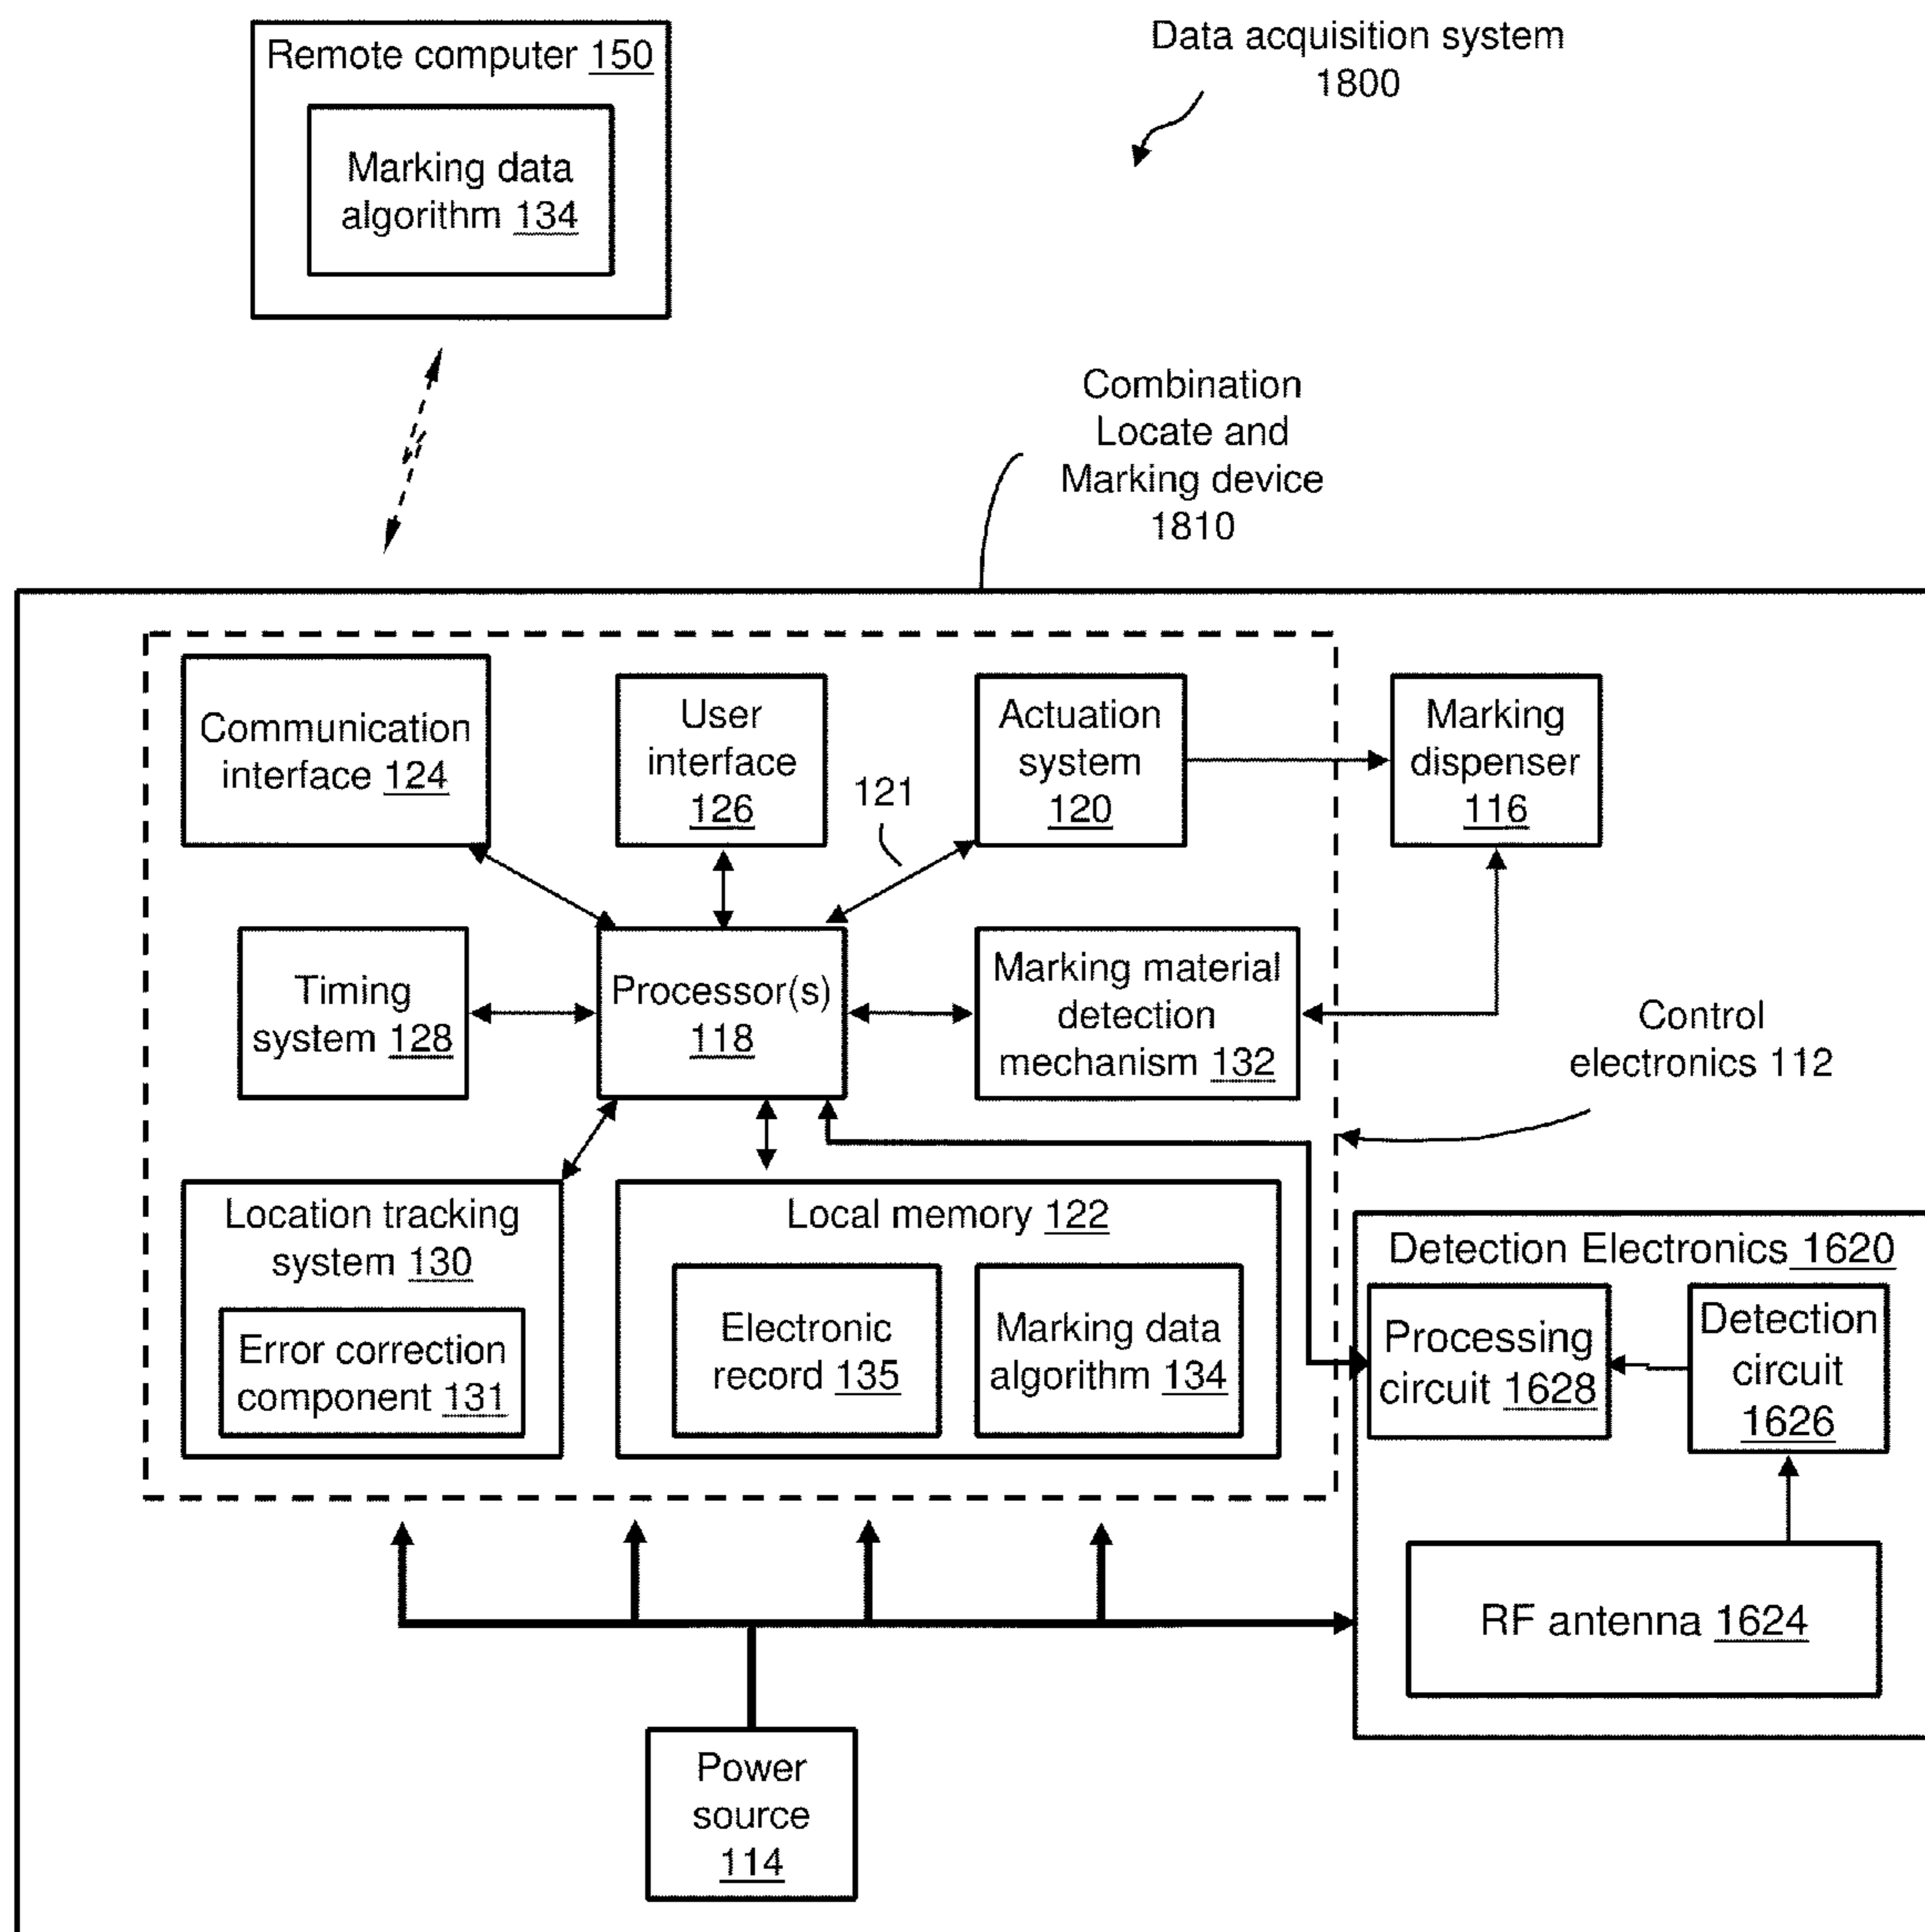 Data acquisition system
1800
Remote computer 150
Marking data
algorithm 134
Combination
Locate and
Marking device
1810
Communication
interface 124
User
interface
126
Actuation
system
120
Marking
dispenser
116
121
Timing
system 128
Processor(s)
118
Marking material
detection
mechanism 132
Control
electronics 112
Location tracking
system 130
Error correction
component 131
Local memory 122
Electronic
record 135
Marking data
algorithm 134
Detection Electronics 1620
Processing
circuit 1628
Detection
circuit
1626
RF antenna 1624
Power
source
114